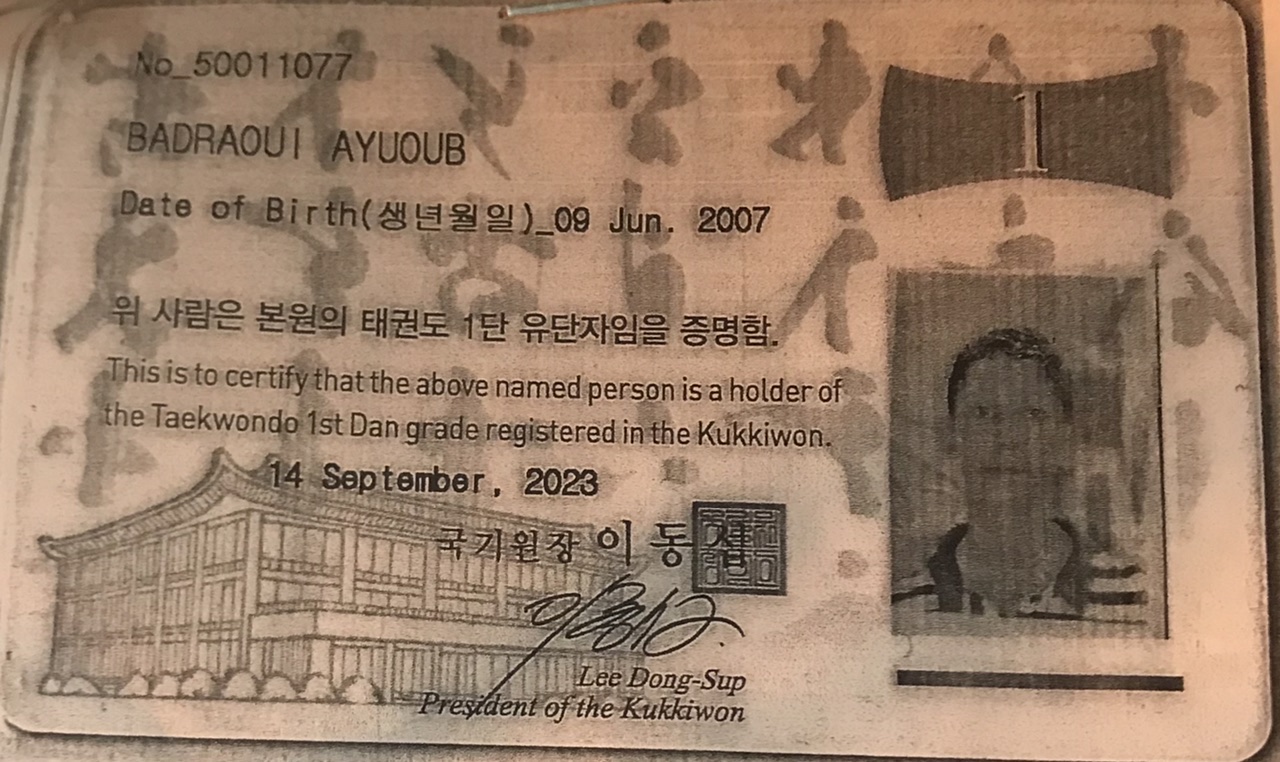 No_50011077
1
BADRAOUI AYUOUB
Date of Birth(생년월일)_09 Jun. 2007
위 사람은 본원의 태권도 1단 유단자임을 증명함.
This is to certify that the above named person is a holder of
the Taekwondo 1st Dan grade registered in the Kukkiwon.
14 September, 2023
국기원장 이 동 섭
Lee Dong-Sup
President of the Kukkiwon